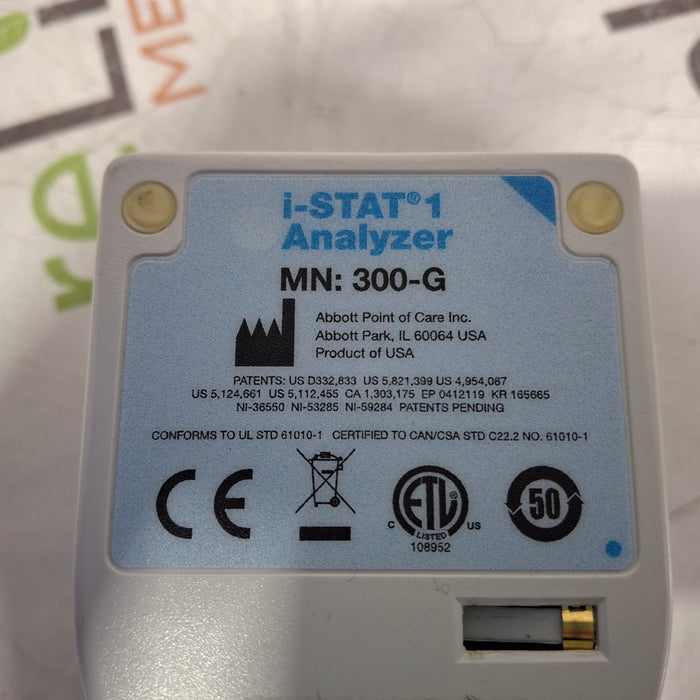 i-STAT®1
Analyzer
MN: 300-G
Abbott Point of Care Inc.
Abbott Park, IL 60064 USA
Product of USA
PATENTS: US D332,833 US 5,821,399 US 4,954,087
US 5,124,661 US 5,112,455 CA 1,303,175 EP 0412119 KR 165665
NI-36550 NI-53285 NI-59284 PATENTS PENDING
CONFORMS TO UL STD 61010-1 CERTIFIED TO CAN/CSA STD C22.2 NO. 61010-1
CE
C ETL® US
LISTED
108952
50